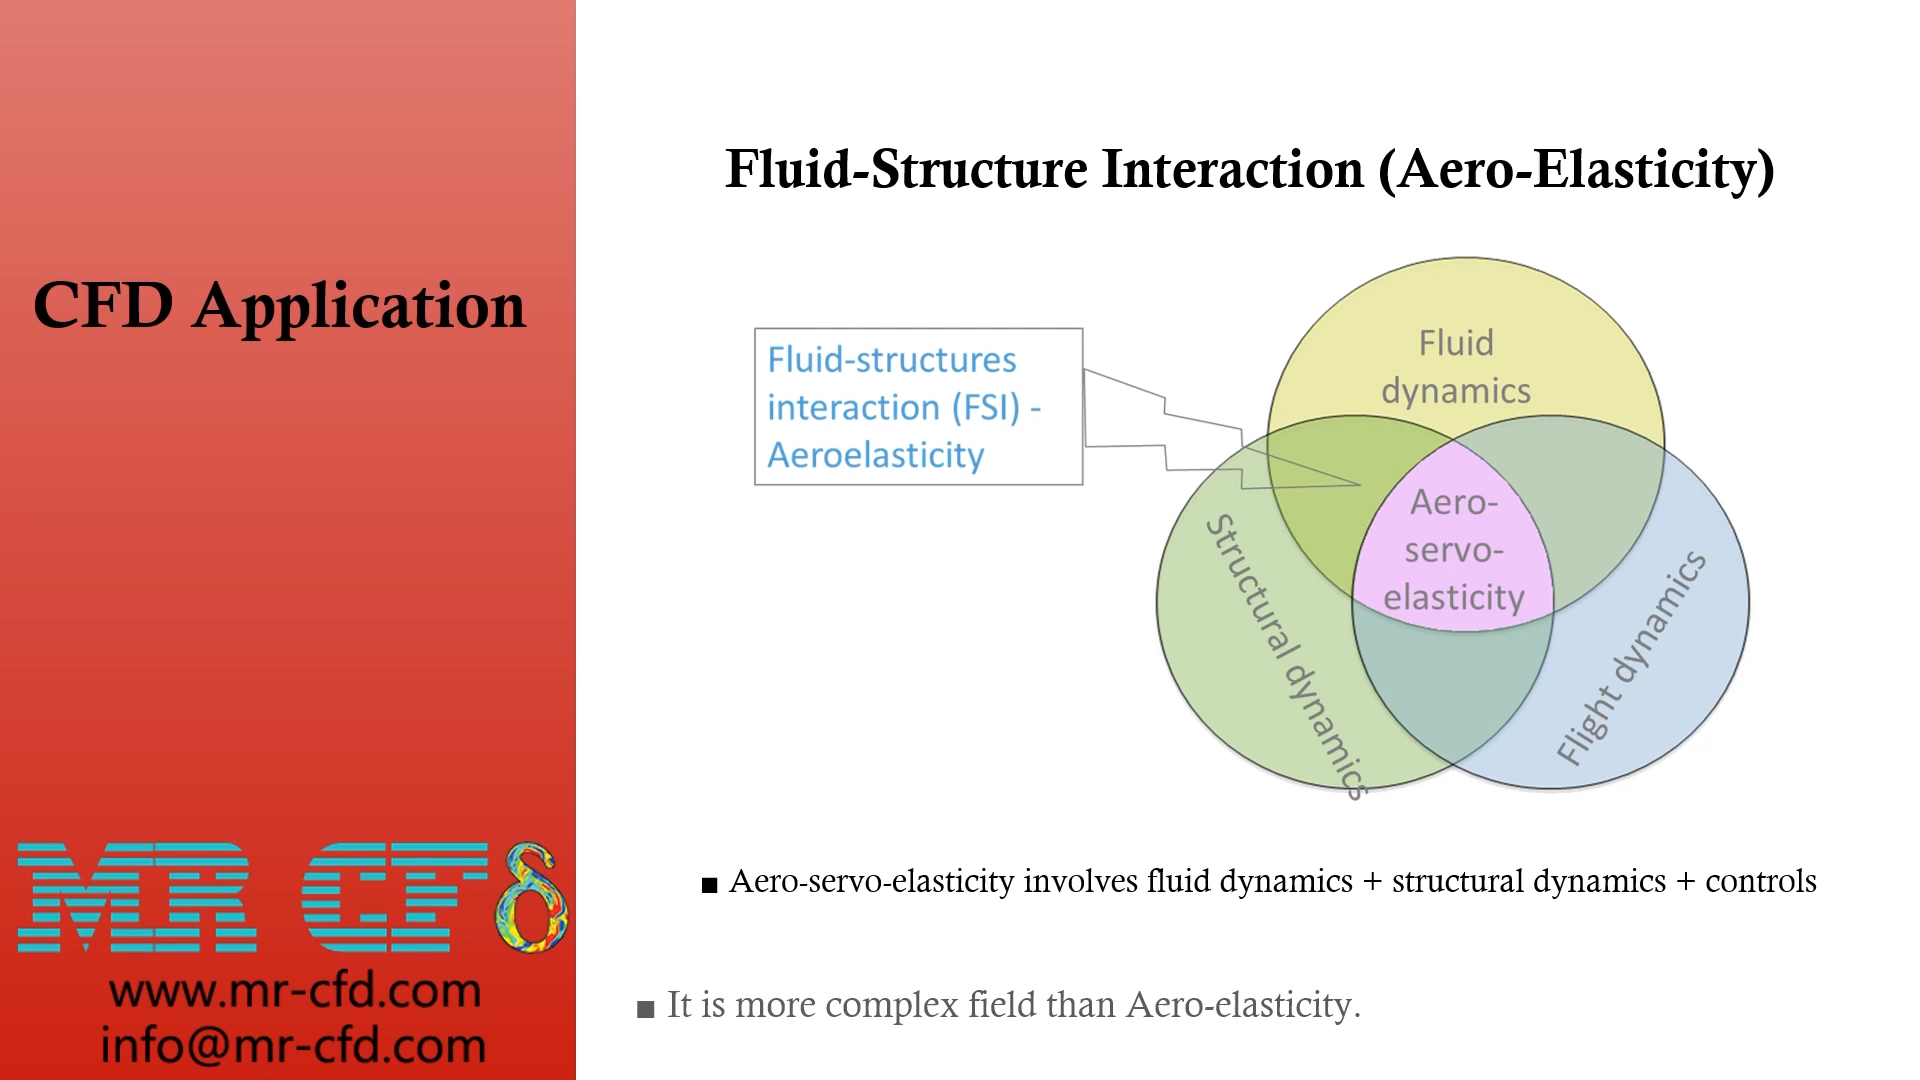 CFD Application
MR CFδ
www.mr-cfd.com
info@mr-cfd.com
Fluid-Structure Interaction (Aero-Elasticity)
Fluid-structures
interaction (FSI) -
Aeroelasticity
Fluid
dynamics
Aero-
servo-
elasticity
Structural dynamics
Flight dynamics
■ Aero-servo-elasticity involves fluid dynamics + structural dynamics + controls
■ It is more complex field than Aero-elasticity.